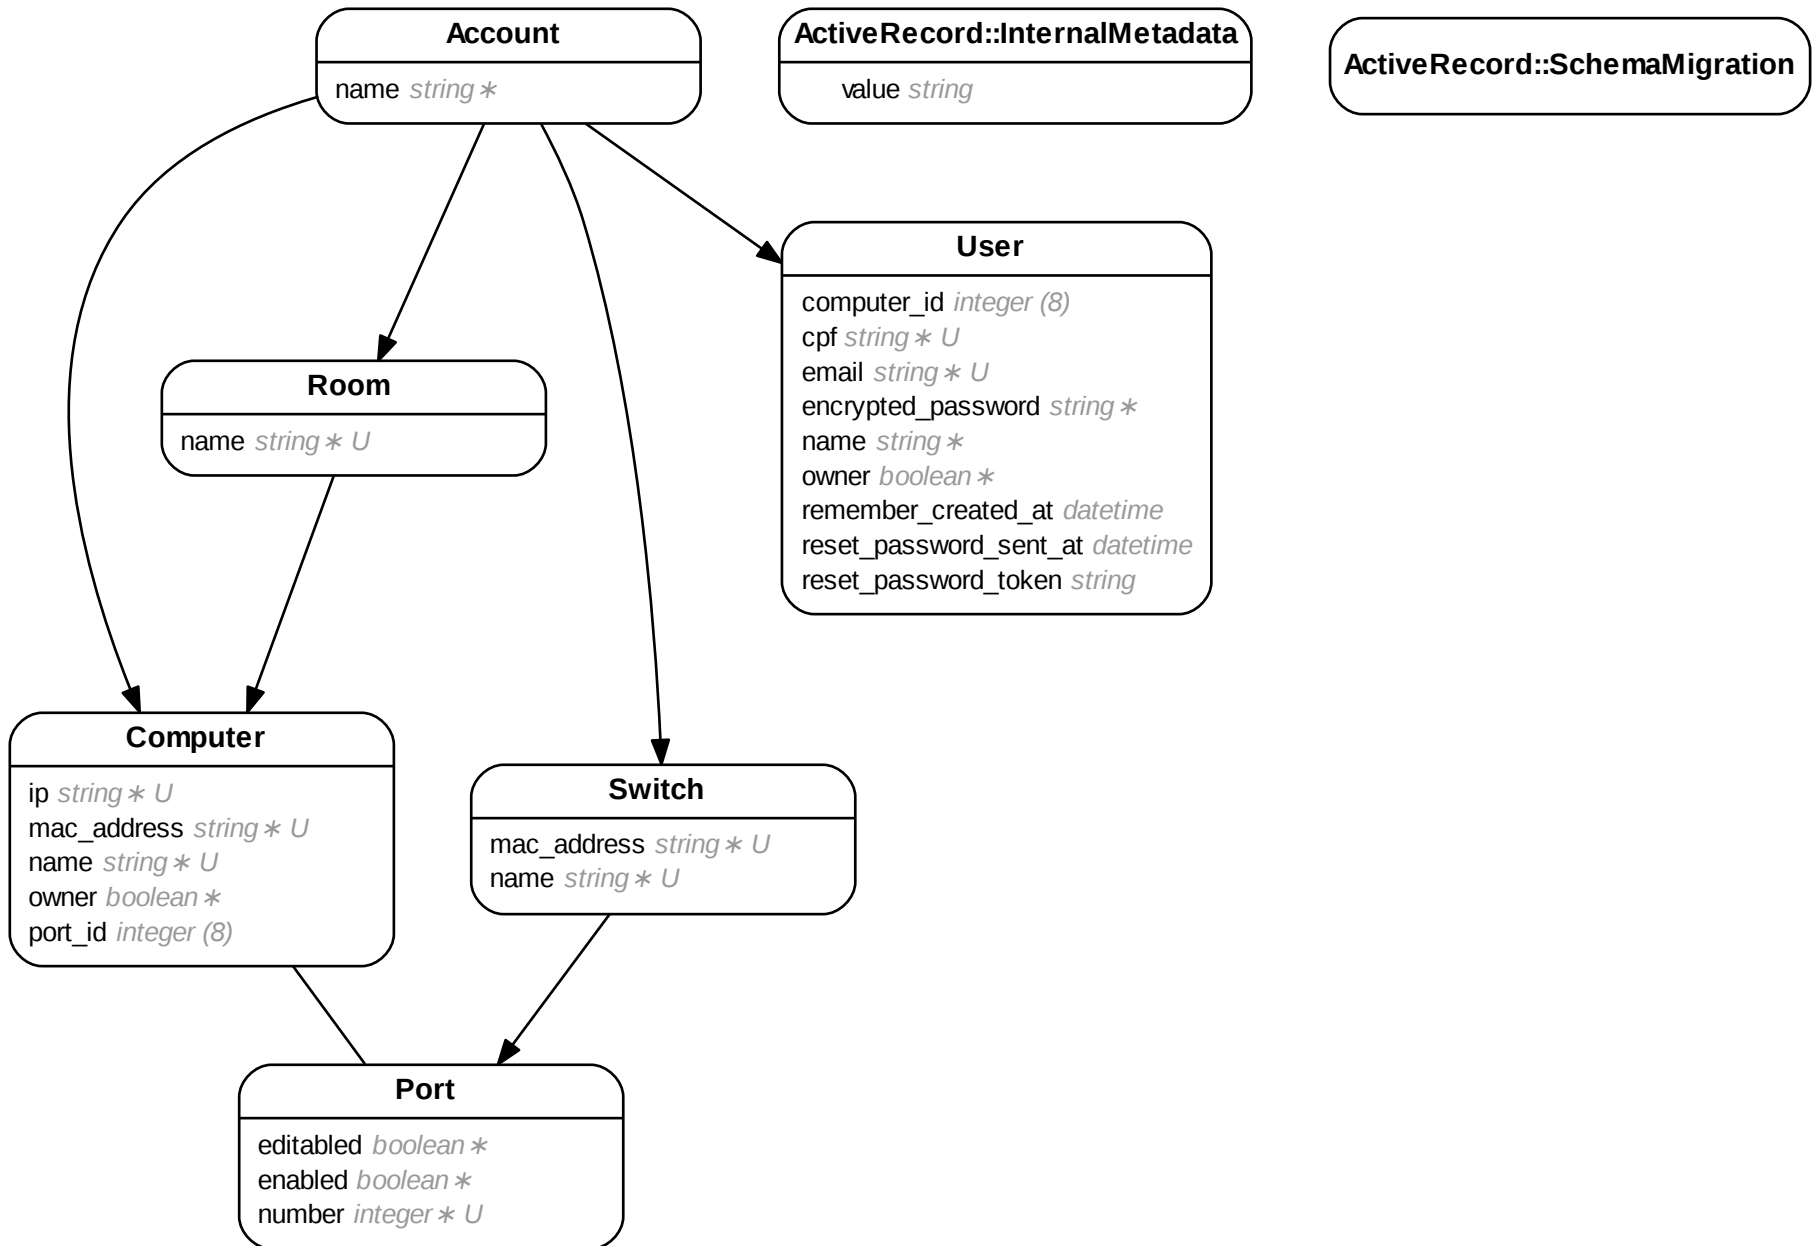 Account
name string∗
ActiveRecord::InternalMetadata
value string
ActiveRecord::SchemaMigration
User
computer_id integer (8)
cpf string∗ U
email string∗ U
encrypted_password string∗
name string∗
owner boolean∗
remember_created_at datetime
reset_password_sent_at datetime
reset_password_token string
Room
name string∗ U
Computer
ip string∗ U
mac_address string∗ U
name string∗ U
owner boolean∗
port_id integer (8)
Switch
mac_address string∗ U
name string∗ U
Port
editabled boolean∗
enabled boolean∗
number integer∗ U